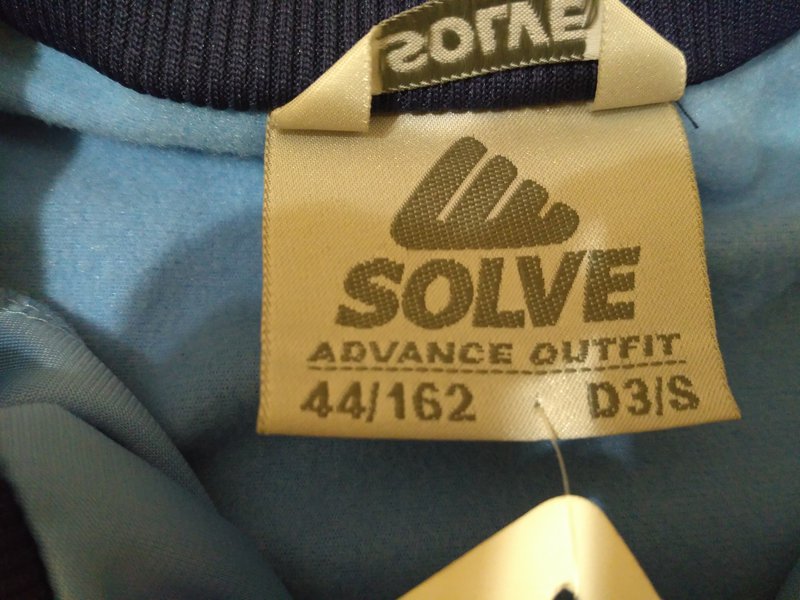 SOLVE
SOLVE
ADVANCE OUTFIT
44/162 D3/S